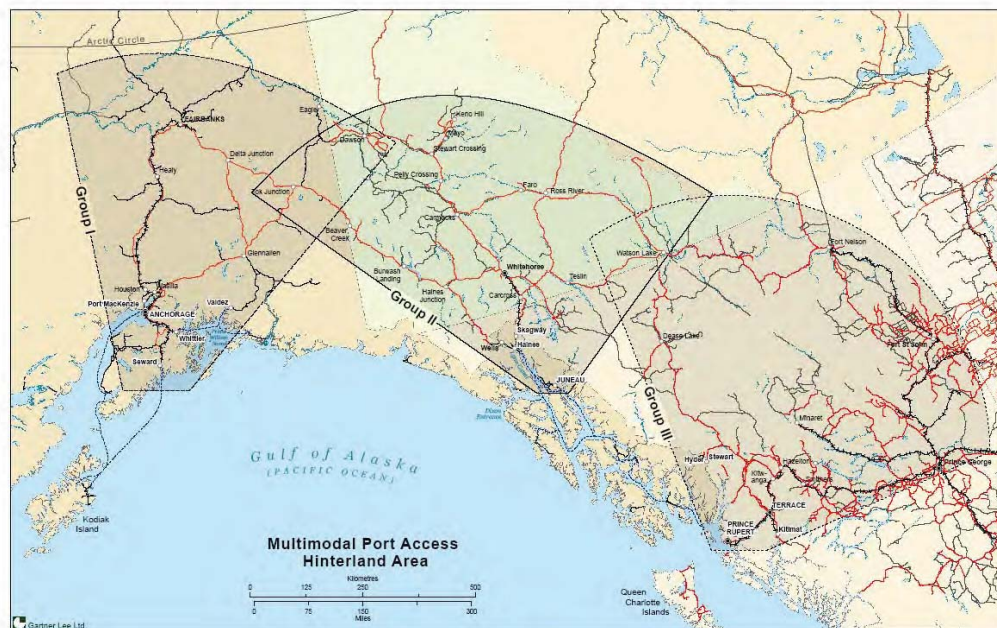 Arctic Circle
Eagle
FAIRBANKS
Keno Hill
Mayo
Dawson
Stewart Crossing
Delta Junction
Healy
Pelly Crossing
Tok Junction
Faro
Ross River
Group I
Carmacks
Beaver
Creek
Watson Lake
Fort Nelson
Glennallen
Burwash
Landing
Whitehorse
Teslin
Houston
Haines
Junction
Carcross
Port MacKenzie
Valdez
ANCHORAGE
Group II
Skagway
Whittier
Dease Lake
Fort St John
Wells
Haines
Seward
JUNEAU
Dixon
Entrance
Minaret
Group III
Gulf of Alaska
(PACIFIC OCEAN)
Hyder
Stewart
Hazelton
Prince George
Kitw-
anga
Kodiak
Island
TERRACE
PRINCE
RUPERT
Kitimat
Multimodal Port Access
Hinterland Area
Kilometres
0 125 250 500
0 75 150 300
Miles
Queen
Charlotte
Islands
Gartner Lee Ltd